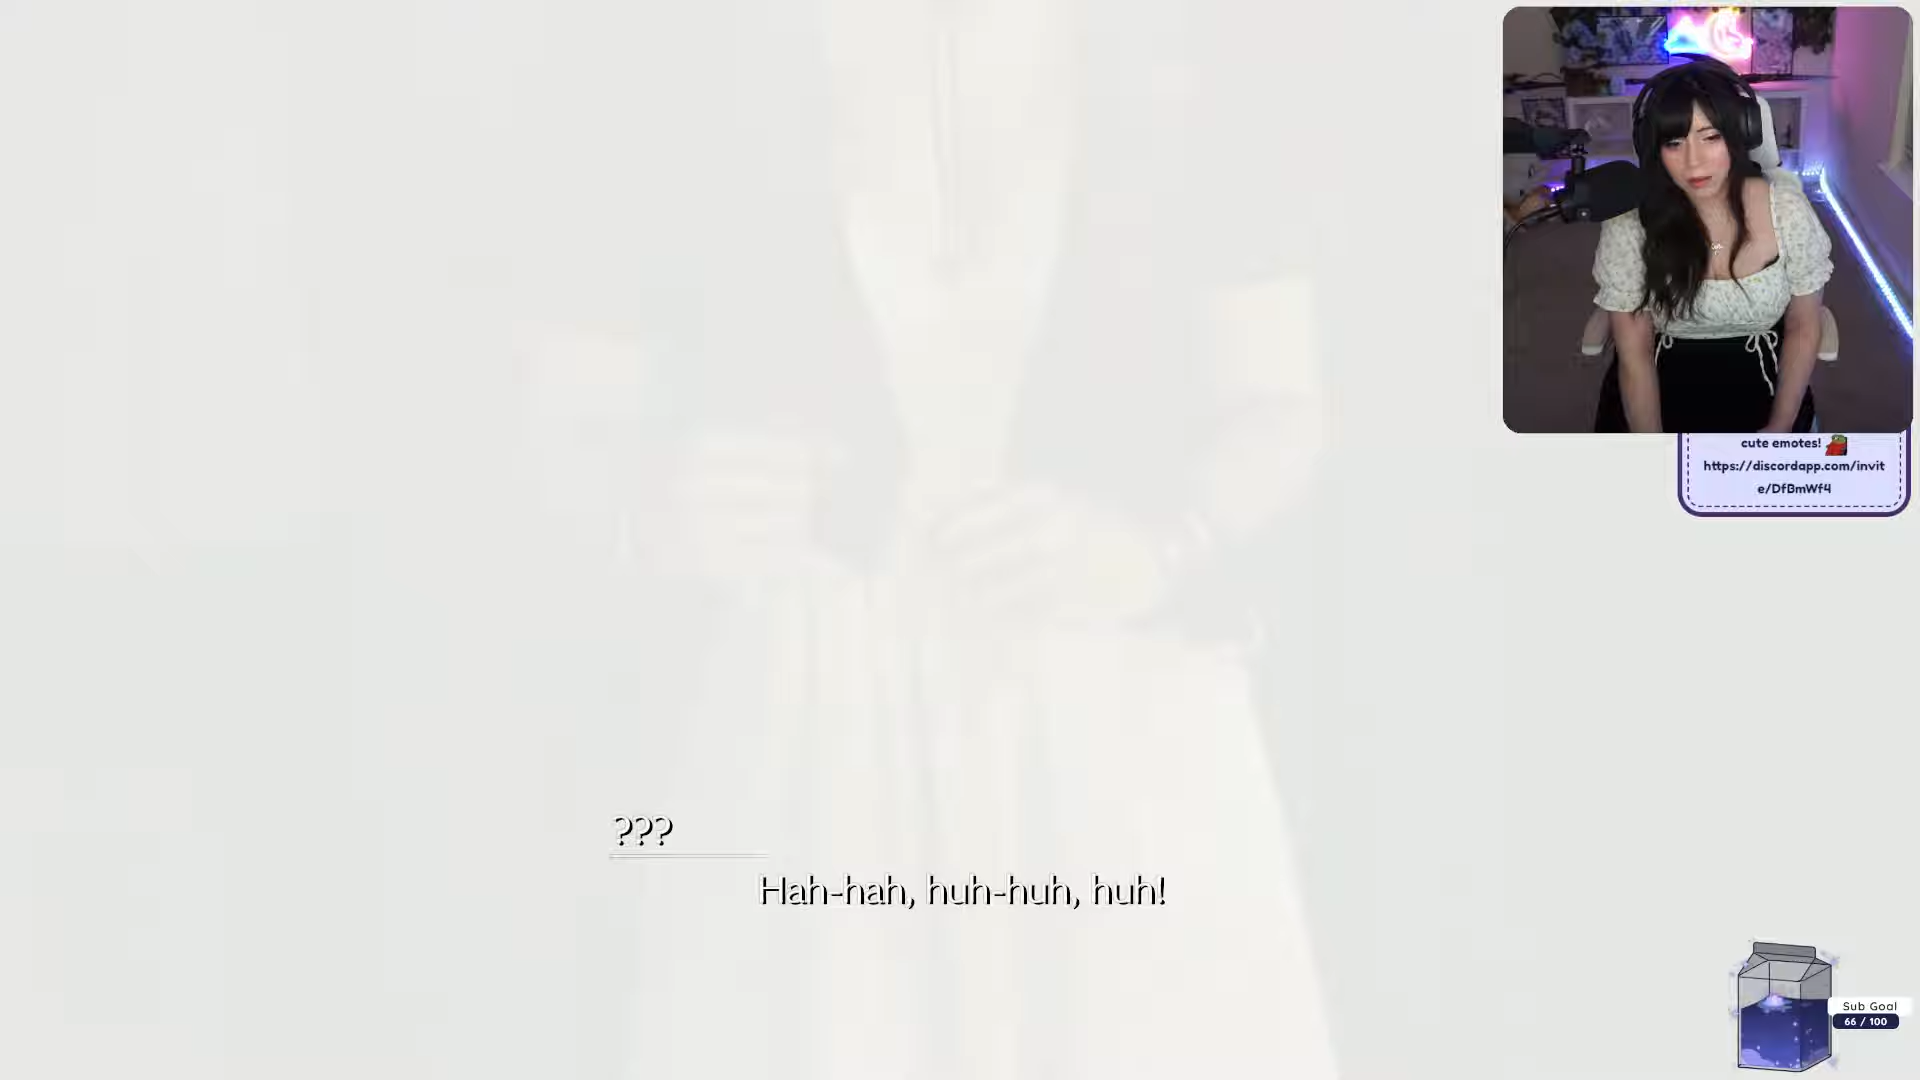 cute emotes!
https://discordapp.com/invit
e/DfBmWf4
???
Hah-hah, huh-huh, huh!
Sub Goal
66 / 100